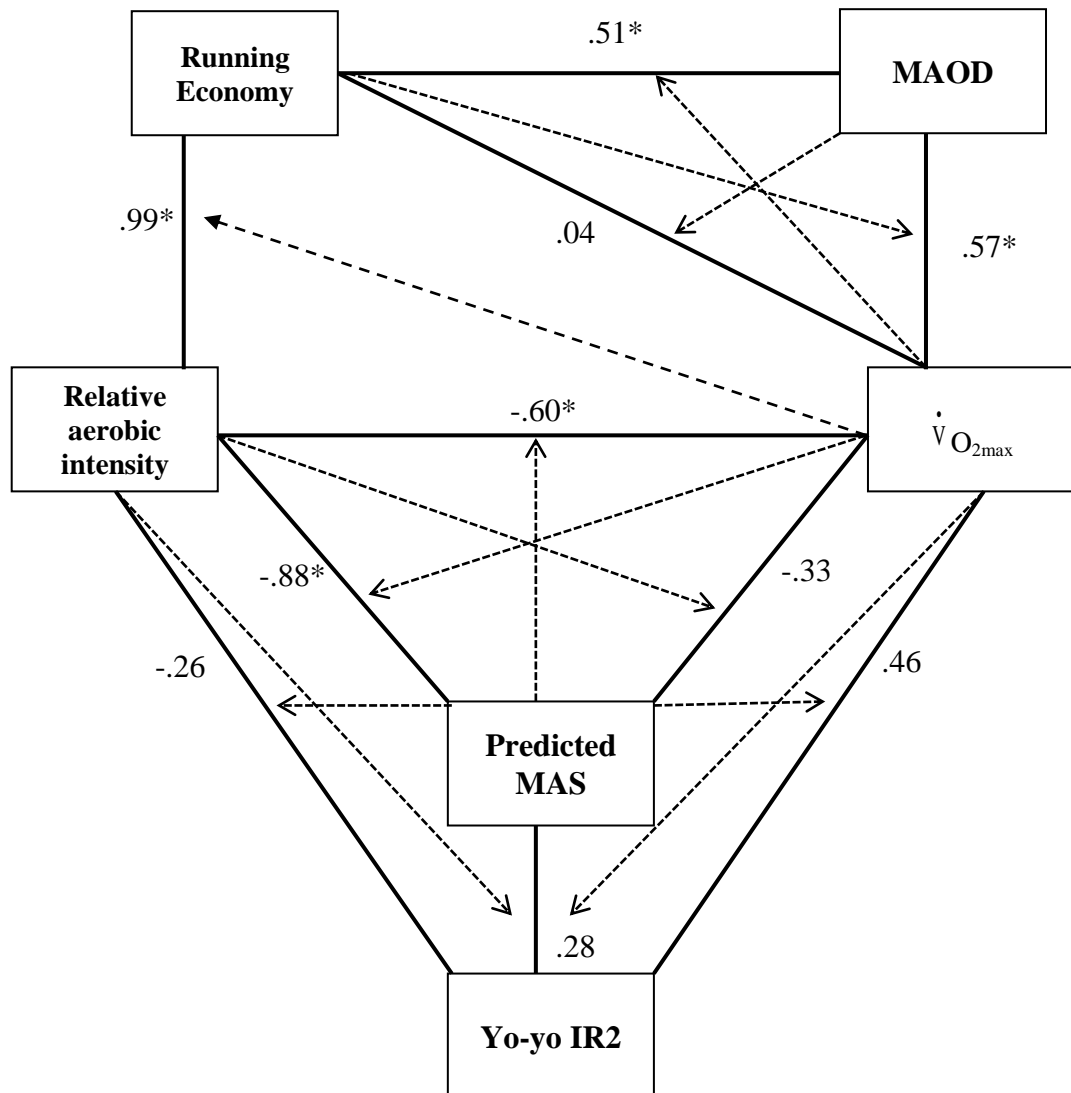 .51*
Running
Economy
MAOD
.99*
.04
.57*
Relative
aerobic
intensity
-.60*
V̇O2max
-.88*
-.33
-.26
.46
Predicted
MAS
.28
Yo-yo IR2